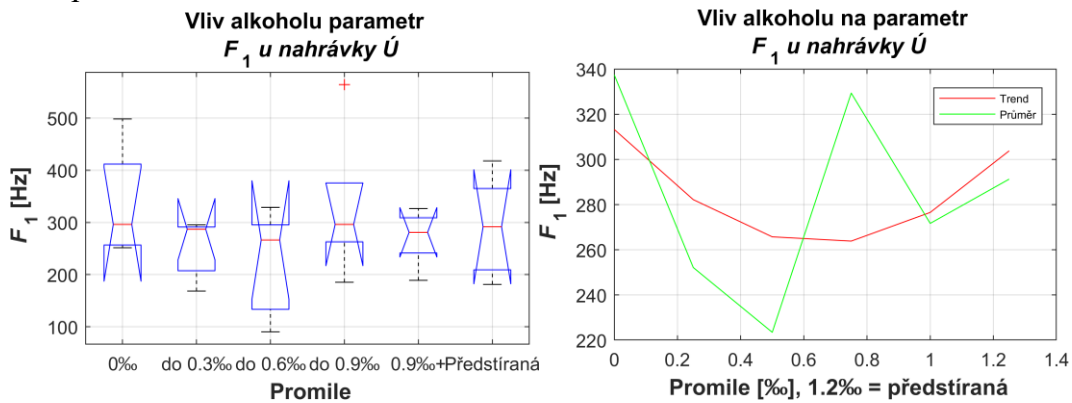 Vliv alkoholu parametr
F 1 u nahrávky Ú
F 1 [Hz]
500
400
300
200
100
0‰ do 0.3‰ do 0.6‰ do 0.9‰ 0.9‰+ Předstíraná
Promile
Vliv alkoholu na parametr
F 1 u nahrávky Ú
F 1 [Hz]
340
320
300
280
260
240
220
Trend
Průměr
0 0.2 0.4 0.6 0.8 1 1.2 1.4
Promile [‰], 1.2‰ = předstíraná